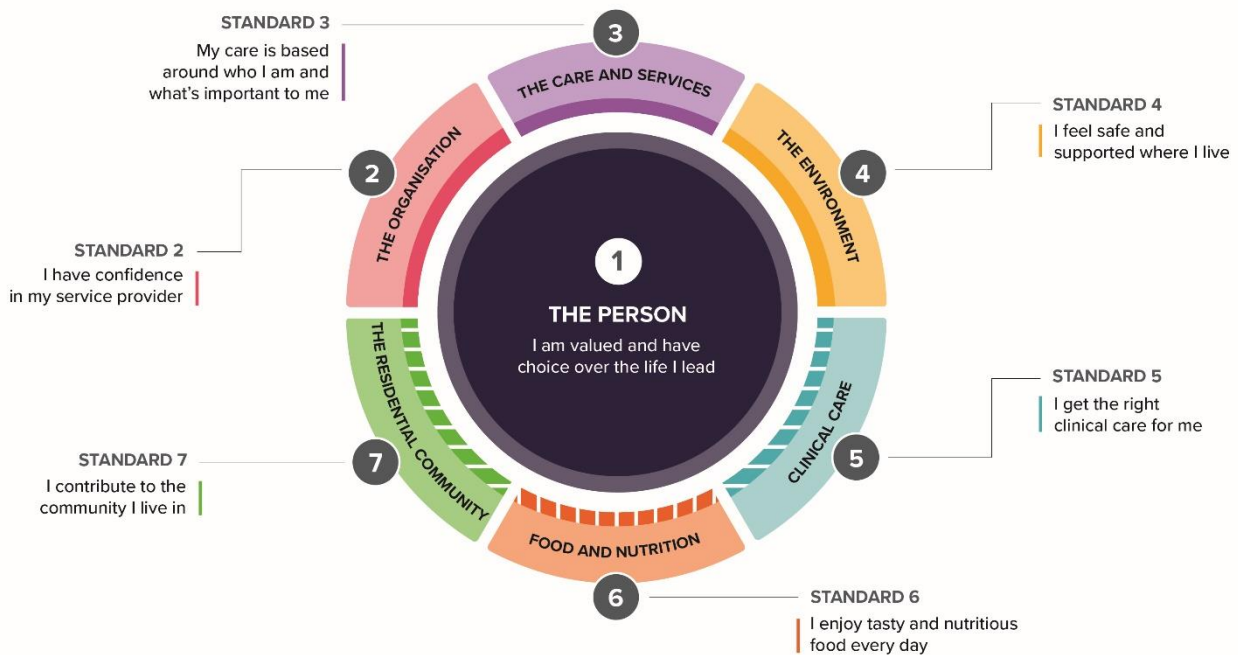 STANDARD 3
My care is based
around who I am and
what's important to me
3
THE CARE AND SERVICES
STANDARD 4
I feel safe and
supported where I live
4
THE ENVIRONMENT
2
THE ORGANISATION
STANDARD 2
I have confidence
in my service provider
1
THE PERSON
I am valued and have
choice over the life I lead
STANDARD 5
I get the right
clinical care for me
5
CLINICAL CARE
7
THE RESIDENTIAL COMMUNITY
STANDARD 7
I contribute to the
community I live in
FOOD AND NUTRITION
6
STANDARD 6
I enjoy tasty and nutritious
food every day